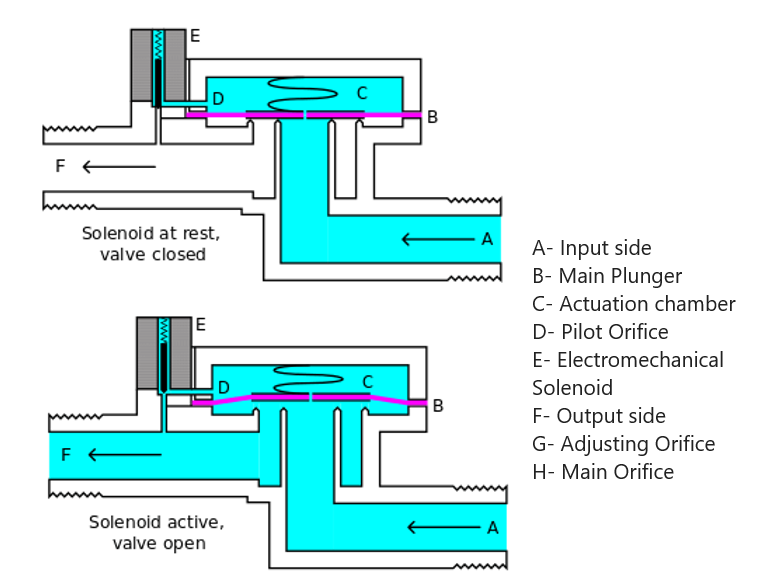 E
D
C
B
F
Solenoid at rest,
valve closed
A
E
D
C
B
F
Solenoid active,
valve open
A
A- Input side
B- Main Plunger
C- Actuation chamber
D- Pilot Orifice
E- Electromechanical
Solenoid
F- Output side
G- Adjusting Orifice
H- Main Orifice